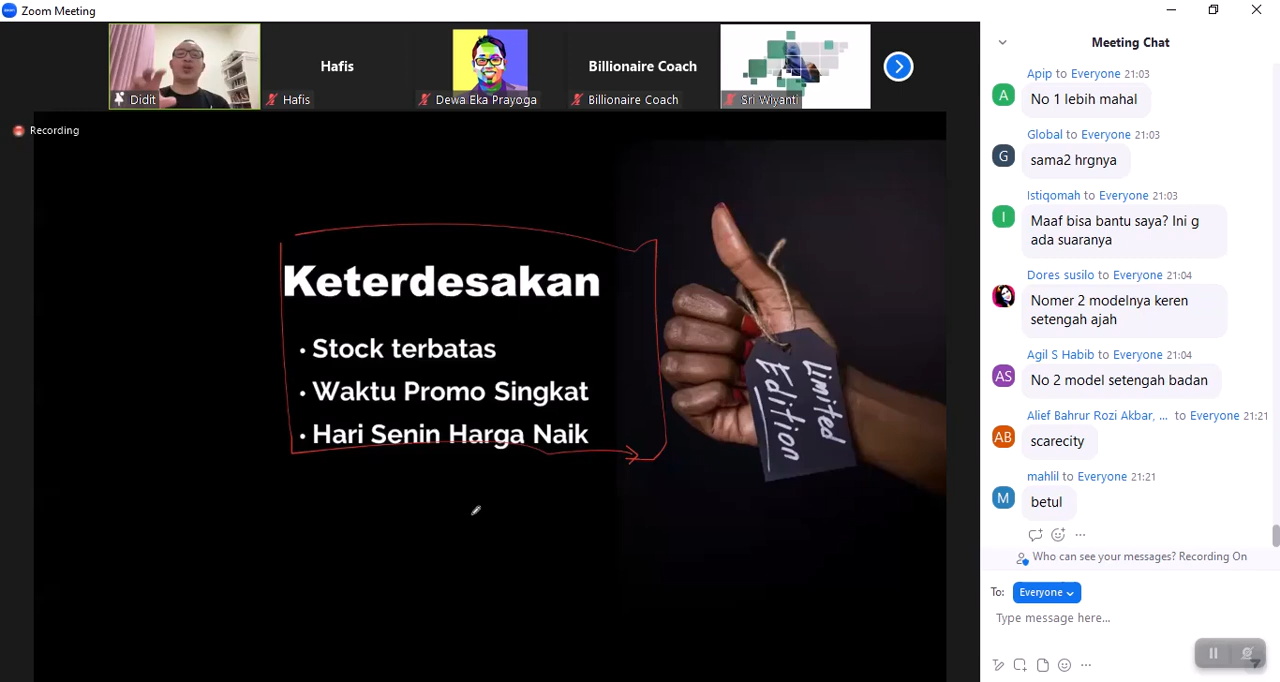 Zoom Meeting
Hafis
Billionaire Coach
Didit
Hafis
Dewa Eka Prayoga
Billionaire Coach
Sri Wiyanti
Recording
Keterdesakan
• Stock terbatas
• Waktu Promo Singkat
• Hari Senin Harga Naik
Limited
Edition
Meeting Chat
Apip to Everyone 21:03
A
No 1 lebih mahal
Global to Everyone 21:03
G
sama2 hrgnya
Istiqomah to Everyone 21:03
I
Maaf bisa bantu saya? Ini g
ada suaranya
Dores susilo to Everyone 21:04
Nomer 2 modelnya keren
setengah ajah
Agil S Habib to Everyone 21:04
AS
No 2 model setengah badan
Alief Bahrur Rozi Akbar, ... to Everyone 21:21
AB
scarecity
mahlil to Everyone 21:21
M
betul
Who can see your messages? Recording On
To: Everyone
Type message here...